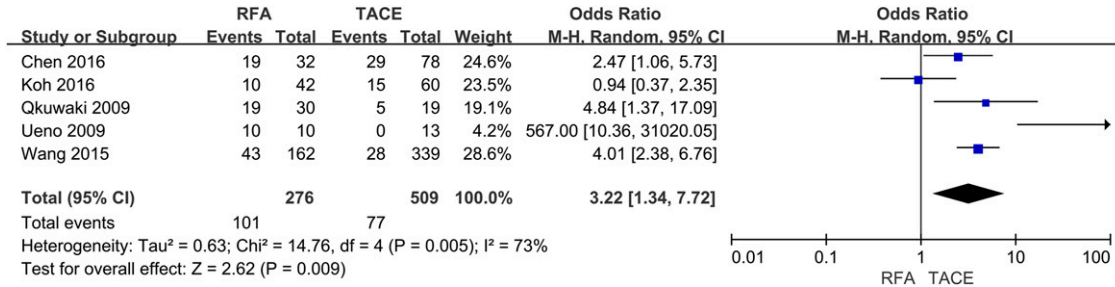 RFA TACE Odds Ratio Odds Ratio
Study or Subgroup Events Total Events Total Weight M-H, Random, 95% CI M-H, Random, 95% CI
Chen 2016 19 32 29 78 24.6% 2.47 [1.06, 5.73]
Koh 2016 10 42 15 60 23.5% 0.94 [0.37, 2.35]
Qkuwaki 2009 19 30 5 19 19.1% 4.84 [1.37, 17.09]
Ueno 2009 10 10 0 13 4.2% 567.00 [10.36, 31020.05]
Wang 2015 43 162 28 339 28.6% 4.01 [2.38, 6.76]
Total (95% CI) 276 509 100.0% 3.22 [1.34, 7.72]
Total events 101 77
Heterogeneity: Tau² = 0.63; Chi² = 14.76, df = 4 (P = 0.005); I² = 73%
Test for overall effect: Z = 2.62 (P = 0.009)
0.01 0.1 1 10 100
RFA TACE